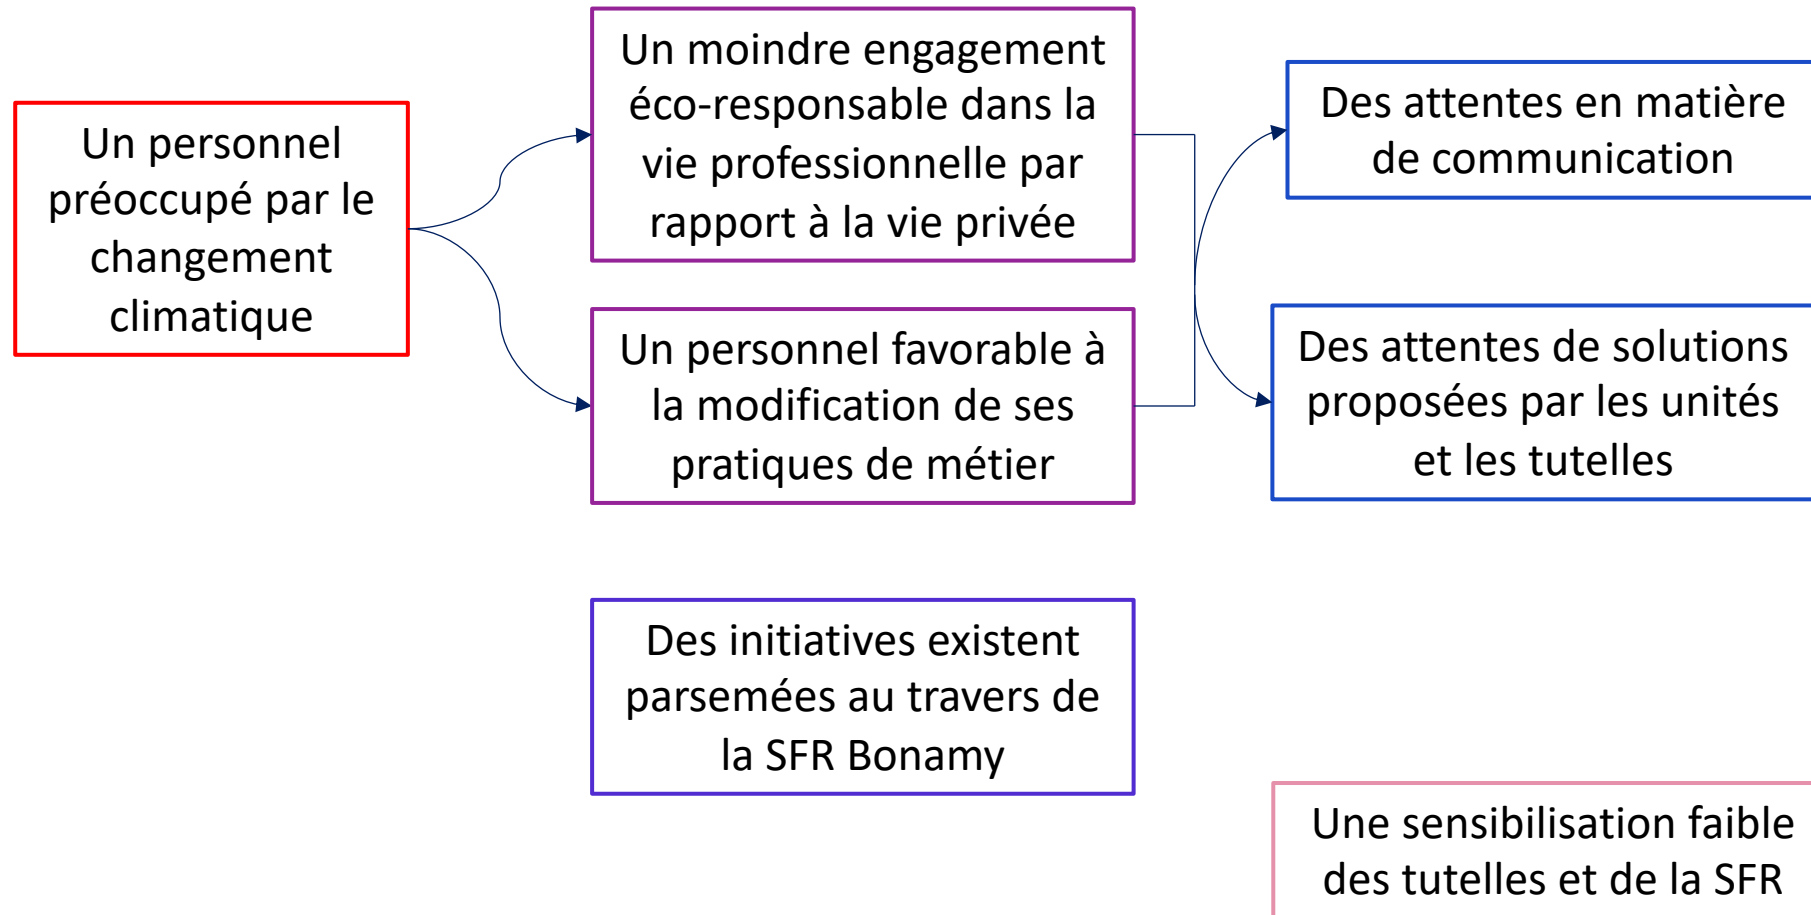 Un personnel
préoccupé par le
changement
climatique
Un moindre engagement
éco-responsable dans la
vie professionnelle par
rapport à la vie privée
Un personnel favorable à
la modification de ses
pratiques de métier
Des attentes en matière
de communication
Des attentes de solutions
proposées par les unités
et les tutelles
Des initiatives existent
parsemées au travers de
la SFR Bonamy
Une sensibilisation faible
des tutelles et de la SFR